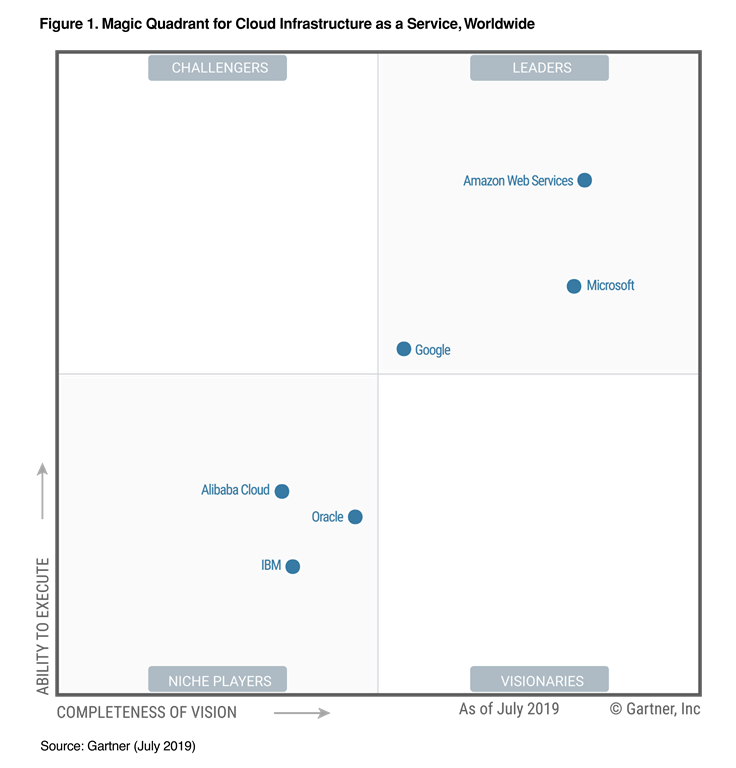 Figure 1. Magic Quadrant for Cloud Infrastructure as a Service, Worldwide
CHALLENGERS
LEADERS
Amazon Web Services
Microsoft
Google
Alibaba Cloud
Oracle
IBM
ABILITY TO EXECUTE
NICHE PLAYERS
VISIONARIES
COMPLETENESS OF VISION
As of July 2019
© Gartner, Inc
Source: Gartner (July 2019)